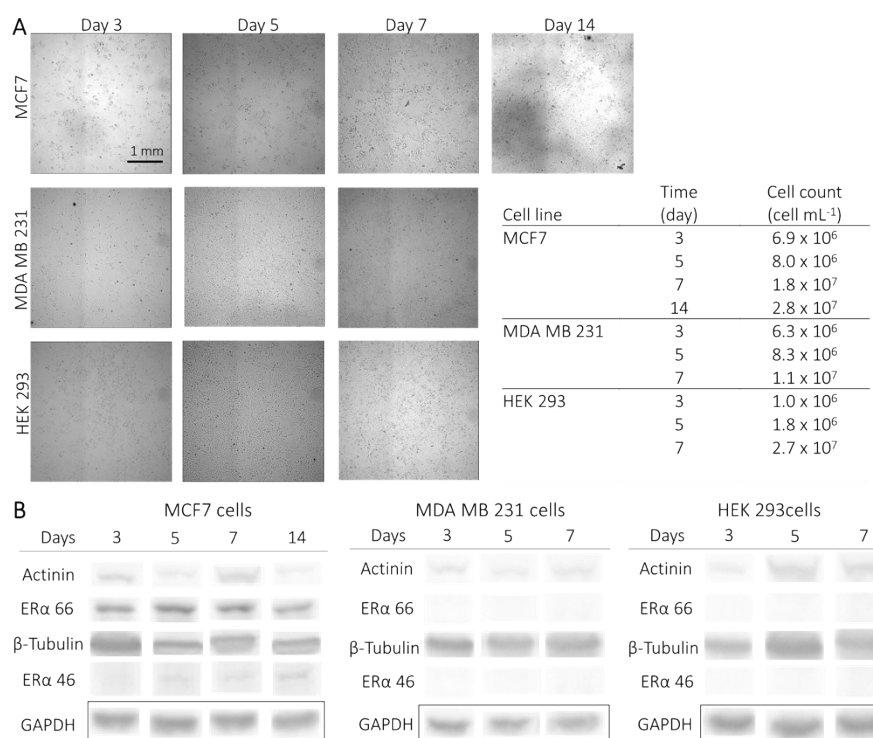 A
Day 3 Day 5 Day 7 Day 14
MCF7
1 mm
MDA MB 231
HEK 293
Cell line Time (day) Cell count (cell mL⁻¹)
MCF7 3 6.9 x 10⁶
5 8.0 x 10⁶
7 1.8 x 10⁷
14 2.8 x 10⁷
MDA MB 231 3 6.3 x 10⁶
5 8.3 x 10⁶
7 1.1 x 10⁷
HEK 293 3 1.0 x 10⁶
5 1.8 x 10⁶
7 2.7 x 10⁷
B
MCF7 cells
Days 3 5 7 14
Actinin
ERα 66
β-Tubulin
ERα 46
GAPDH
MDA MB 231 cells
Days 3 5 7
Actinin
ERα 66
β-Tubulin
ERα 46
GAPDH
HEK 293cells
Days 3 5 7
Actinin
ERα 66
β-Tubulin
ERα 46
GAPDH